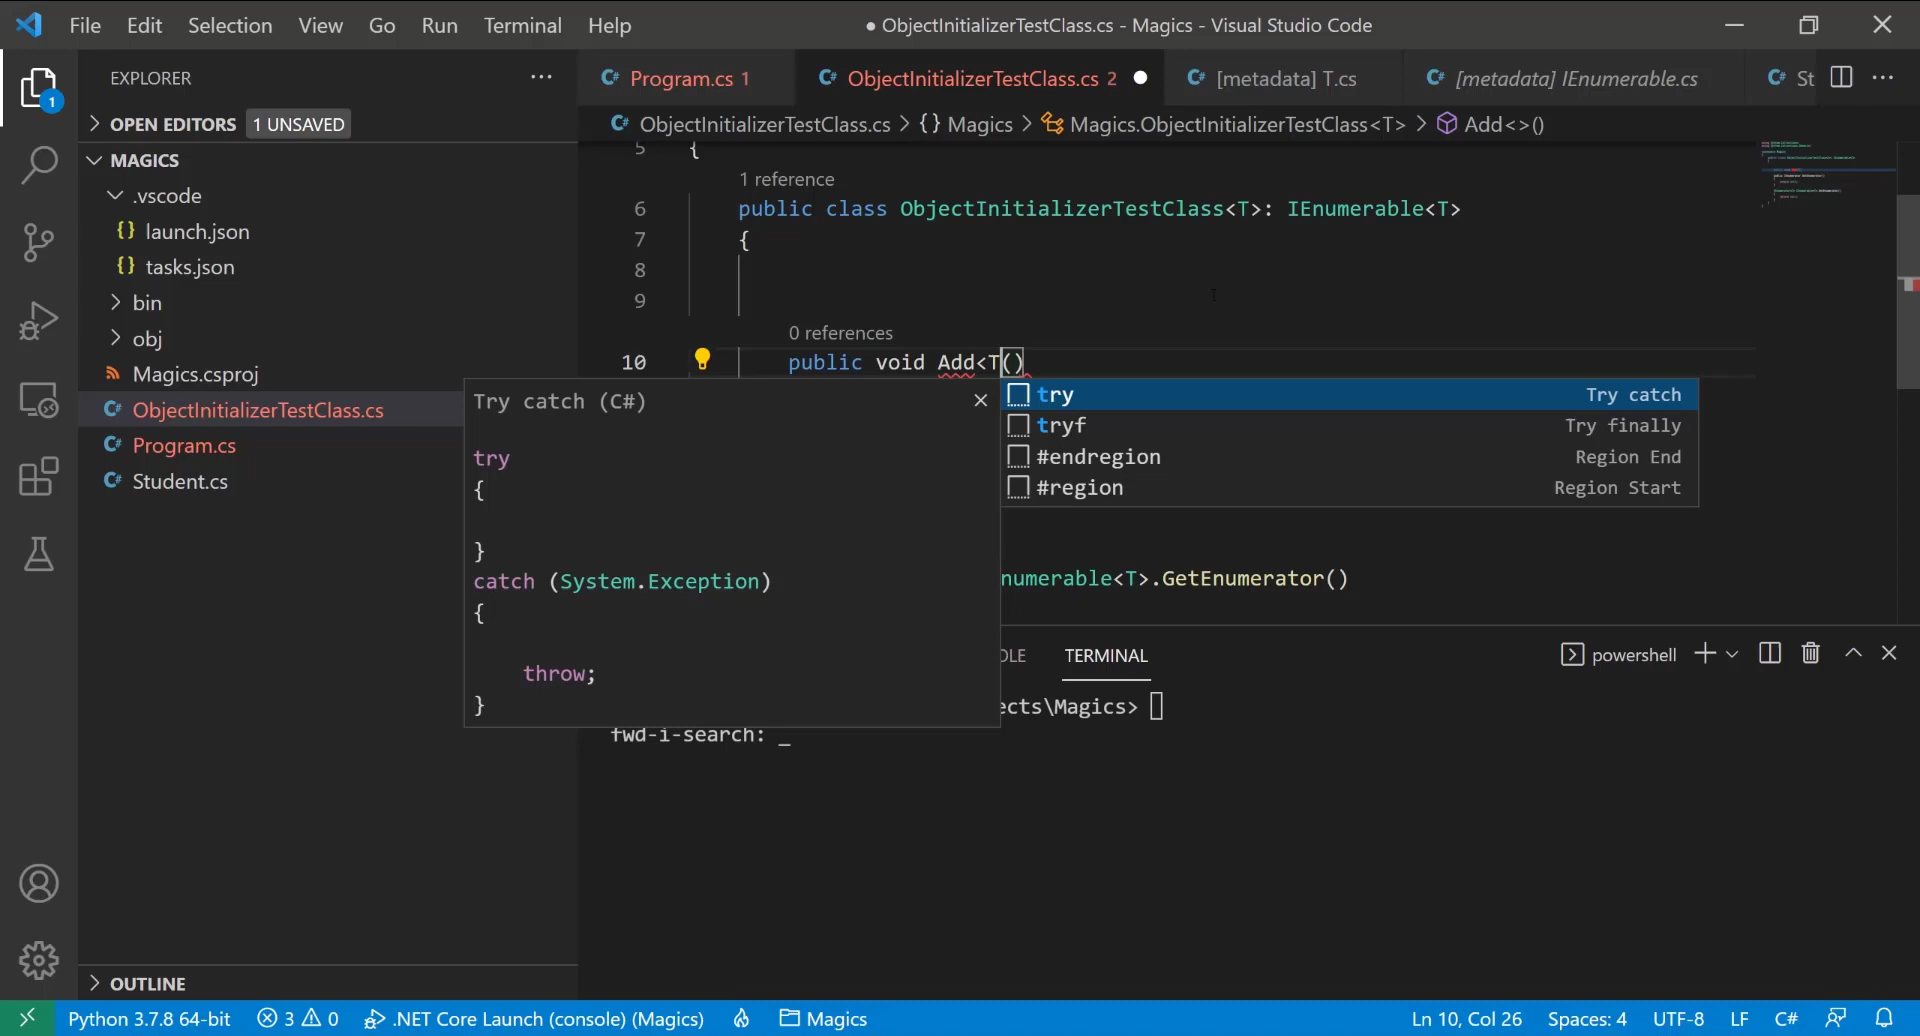 File Edit Selection View Go Run Terminal Help
● ObjectInitializerTestClass.cs - Magics - Visual Studio Code
EXPLORER
OPEN EDITORS 1 UNSAVED
MAGICS
.vscode
{} launch.json
{} tasks.json
bin
obj
Magics.csproj
C# ObjectInitializerTestClass.cs
C# Program.cs
C# Student.cs
OUTLINE
1
C# Program.cs 1 C# ObjectInitializerTestClass.cs 2 ● C# [metadata] T.cs C# [metadata] IEnumerable.cs C# St
C# ObjectInitializerTestClass.cs > {} Magics > Magics.ObjectInitializerTestClass<T> > Add<>()
5 {
1 reference
6 public class ObjectInitializerTestClass<T>: IEnumerable<T>
7 {
8
9
0 references
10 public void Add<T()
Try catch (C#)
try
{
}
catch (System.Exception)
{
throw;
}
try Try catch
tryf Try finally
#endregion Region End
#region Region Start
numerable<T>.GetEnumerator()
OLE TERMINAL
powershell
ects\Magics>
fwd-i-search: _
Python 3.7.8 64-bit 3 0 .NET Core Launch (console) (Magics) Magics
Ln 10, Col 26 Spaces: 4 UTF-8 LF C#